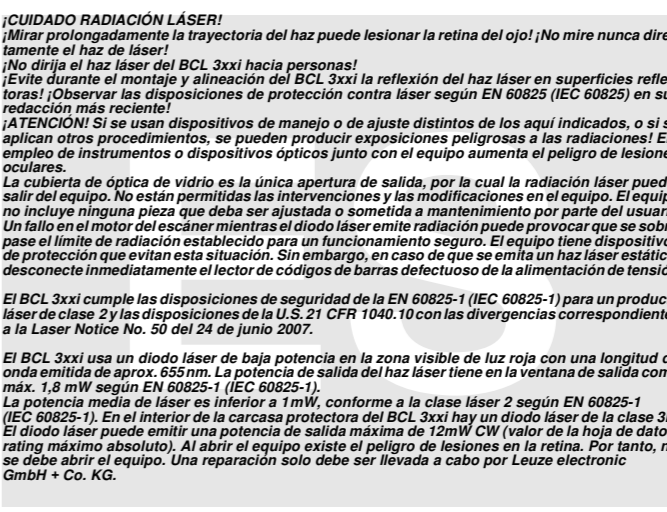 ¡CUIDADO RADIACIÓN LÁSER!
¡Mirar prolongadamente la trayectoria del haz puede lesionar la retina del ojo! ¡No mire nunca dire
tamente el haz de láser!
¡No dirija el haz láser del BCL 3xxi hacia personas!
¡Evite durante el montaje y alineación del BCL 3xxi la reflexión del haz láser en superficies refle
toras! ¡Observar las disposiciones de protección contra láser según EN 60825 (IEC 60825) en su
redacción más reciente!
¡ATENCIÓN! Si se usan dispositivos de manejo o de ajuste distintos de los aquí indicados, o si s
aplican otros procedimientos, se pueden producir exposiciones peligrosas a las radiaciones! E
empleo de instrumentos o dispositivos ópticos junto con el equipo aumenta el peligro de lesione
oculares.
La cubierta de óptica de vidrio es la única apertura de salida, por la cual la radiación láser pued
salir del equipo. No están permitidas las intervenciones y las modificaciones en el equipo. El equip
no incluye ninguna pieza que deba ser ajustada o sometida a mantenimiento por parte del usuar
Un fallo en el motor del escáner mientras el diodo láser emite radiación puede provocar que se sobr
pase el límite de radiación establecido para un funcionamiento seguro. El equipo tiene dispositivo
de protección que evitan esta situación. Sin embargo, en caso de que se emita un haz láser estátic
desconecte inmediatamente el lector de códigos de barras defectuoso de la alimentación de tensió
El BCL 3xxi cumple las disposiciones de seguridad de la EN 60825-1 (IEC 60825-1) para un produc
láser de clase 2 y las disposiciones de la U.S. 21 CFR 1040.10 con las divergencias correspondiente
a la Laser Notice No. 50 del 24 de junio 2007.
El BCL 3xxi usa un diodo láser de baja potencia en la zona visible de luz roja con una longitud d
onda emitida de aprox. 655 nm. La potencia de salida del haz láser tiene en la ventana de salida com
máx. 1,8 mW según EN 60825-1 (IEC 60825-1).
La potencia media de láser es inferior a 1 mW, conforme a la clase láser 2 según EN 60825-1
(IEC 60825-1). En el interior de la carcasa protectora del BCL 3xxi hay un diodo láser de la clase 3
El diodo láser puede emitir una potencia de salida máxima de 12mW CW (valor de la hoja de dato
rating máximo absoluto). Al abrir el equipo existe el peligro de lesiones en la retina. Por tanto, n
se debe abrir el equipo. Una reparación solo debe ser llevada a cabo por Leuze electronic
GmbH + Co. KG.